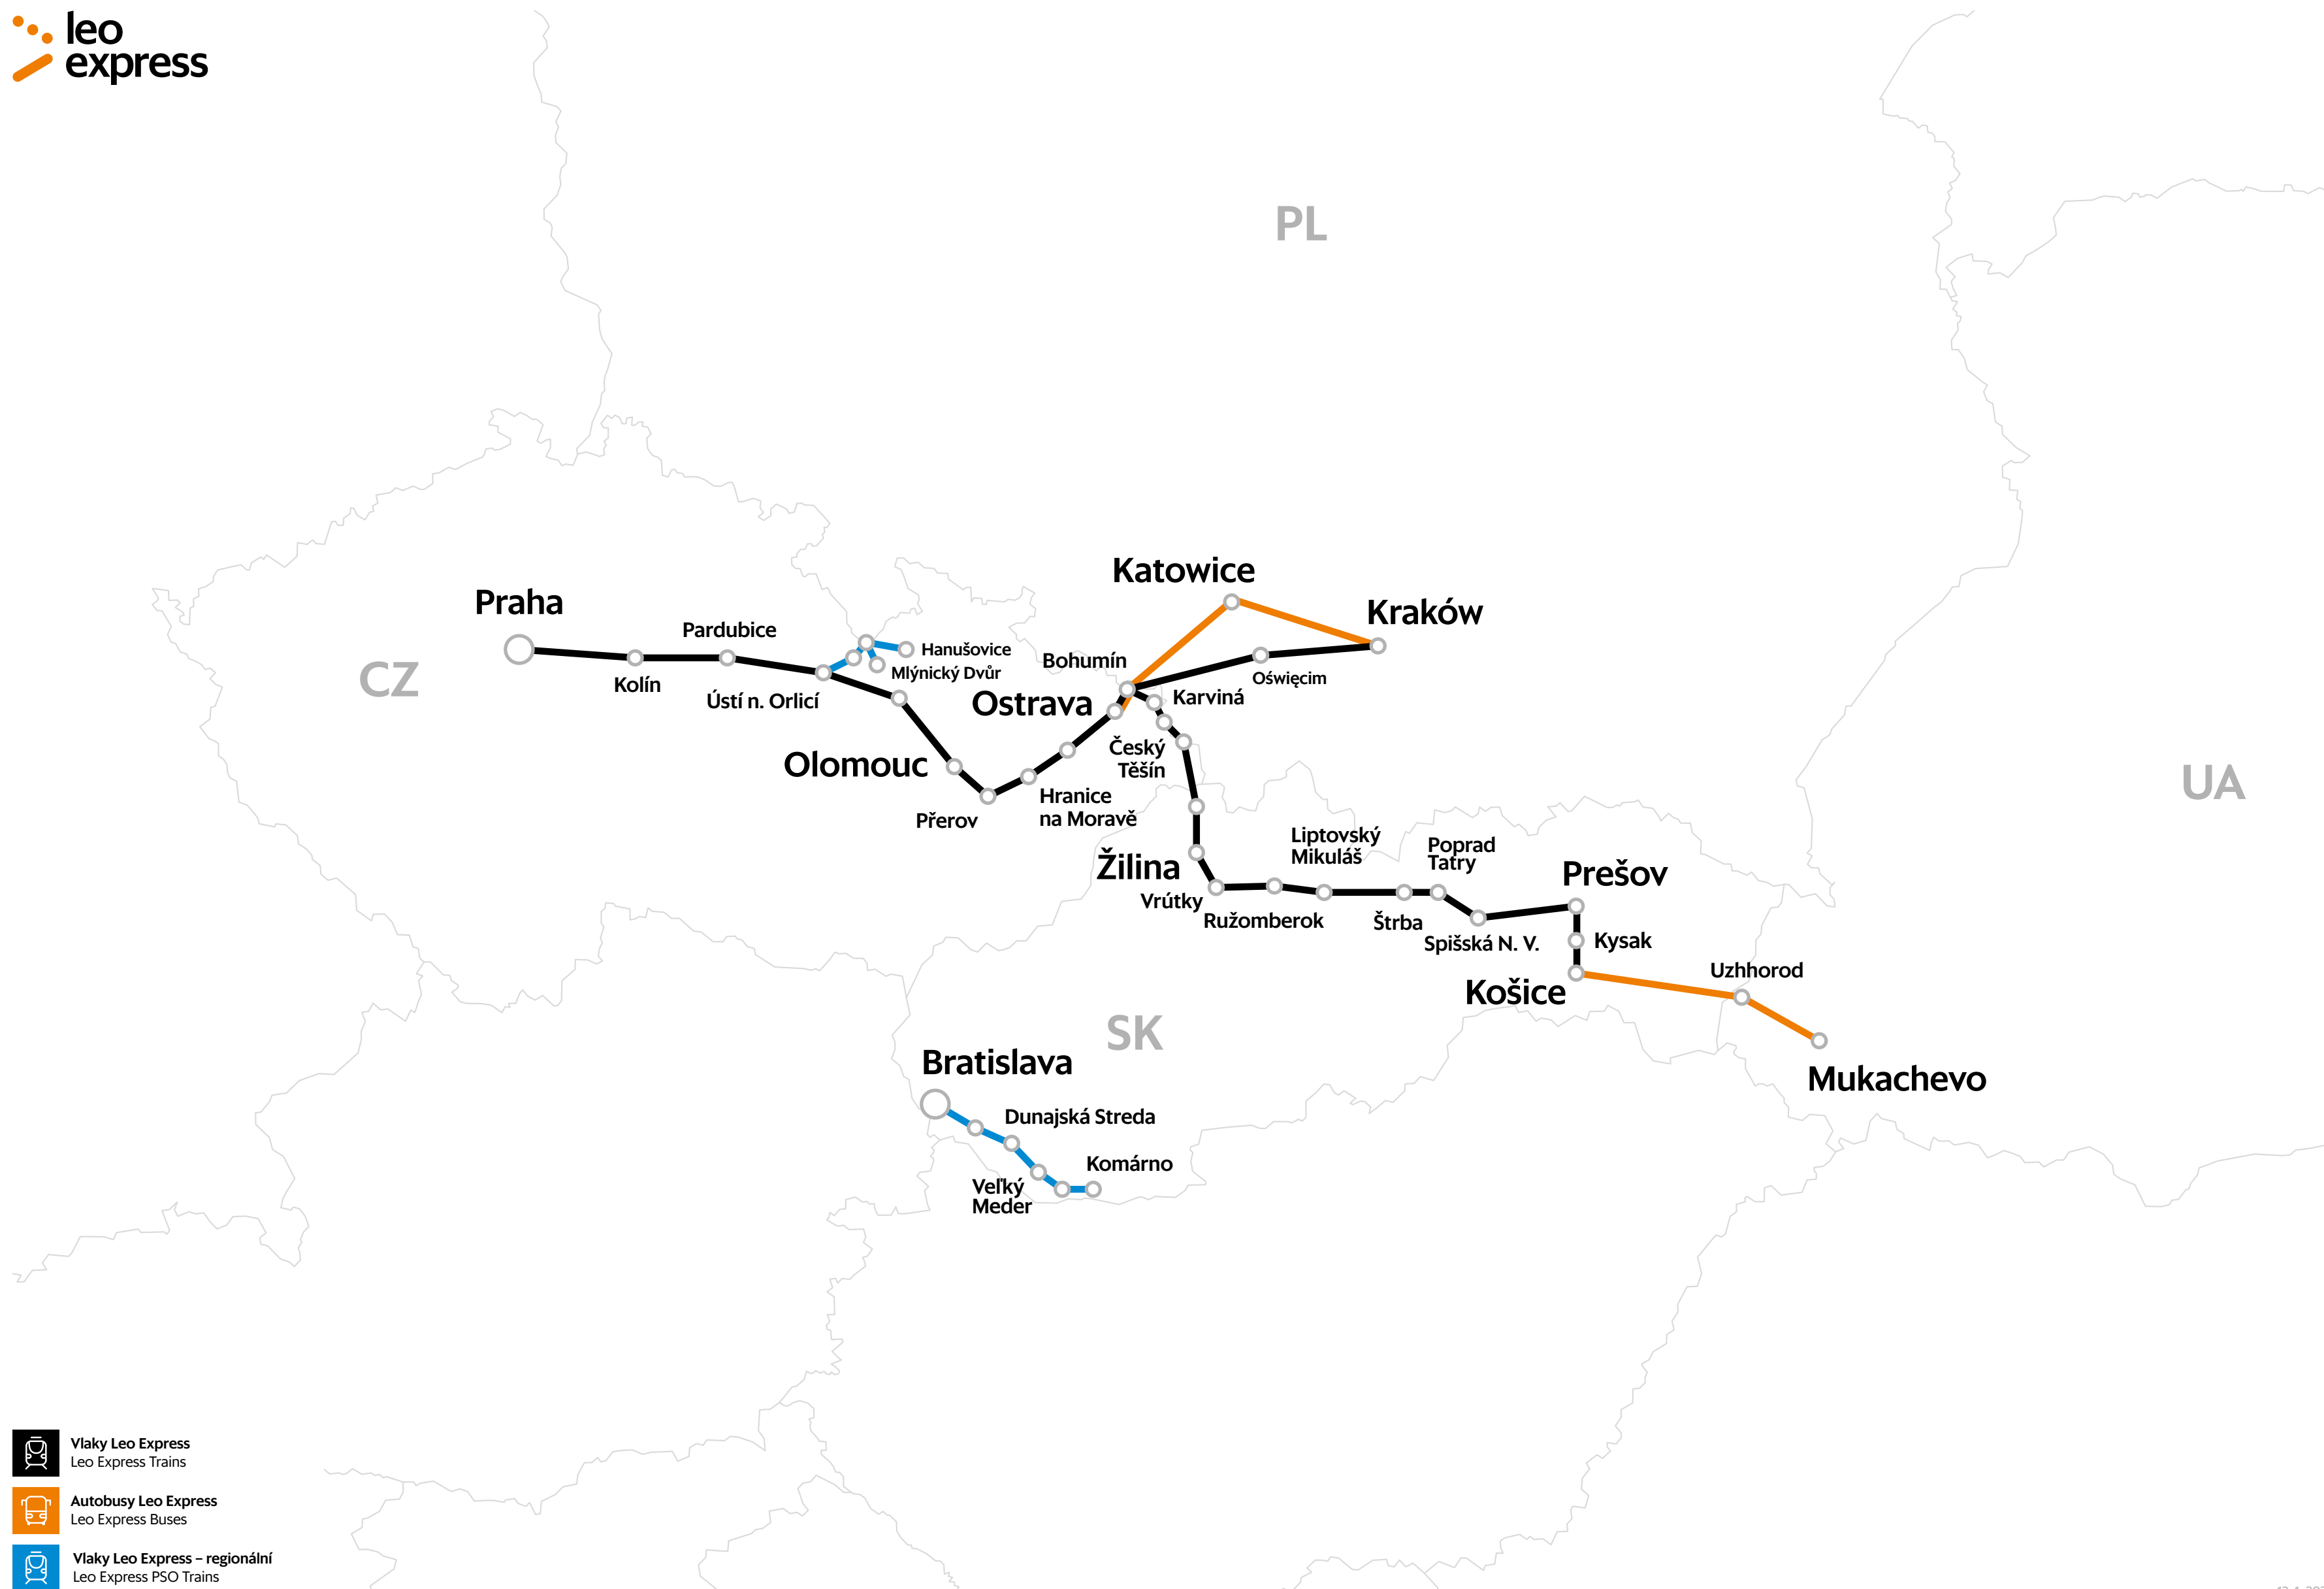 leo
express
PL
Katowice
Praha
Kraków
Pardubice
Hanušovice
Bohumín
Mlýnický Dvůr
CZ
Kolín
Oświęcim
Ústí n. Orlicí
Ostrava
Karviná
Český
Těšín
Olomouc
UA
Hranice
na Moravě
Přerov
Liptovský
Mikuláš
Poprad
Tatry
Žilina
Prešov
Vrútky
Ružomberok
Štrba
Spišská N. V.
Kysak
Uzhhorod
Košice
SK
Bratislava
Mukachevo
Dunajská Streda
Komárno
Veľký
Meder
Vlaky Leo Express
Leo Express Trains
Autobusy Leo Express
Leo Express Buses
Vlaky Leo Express – regionální
Leo Express PSO Trains